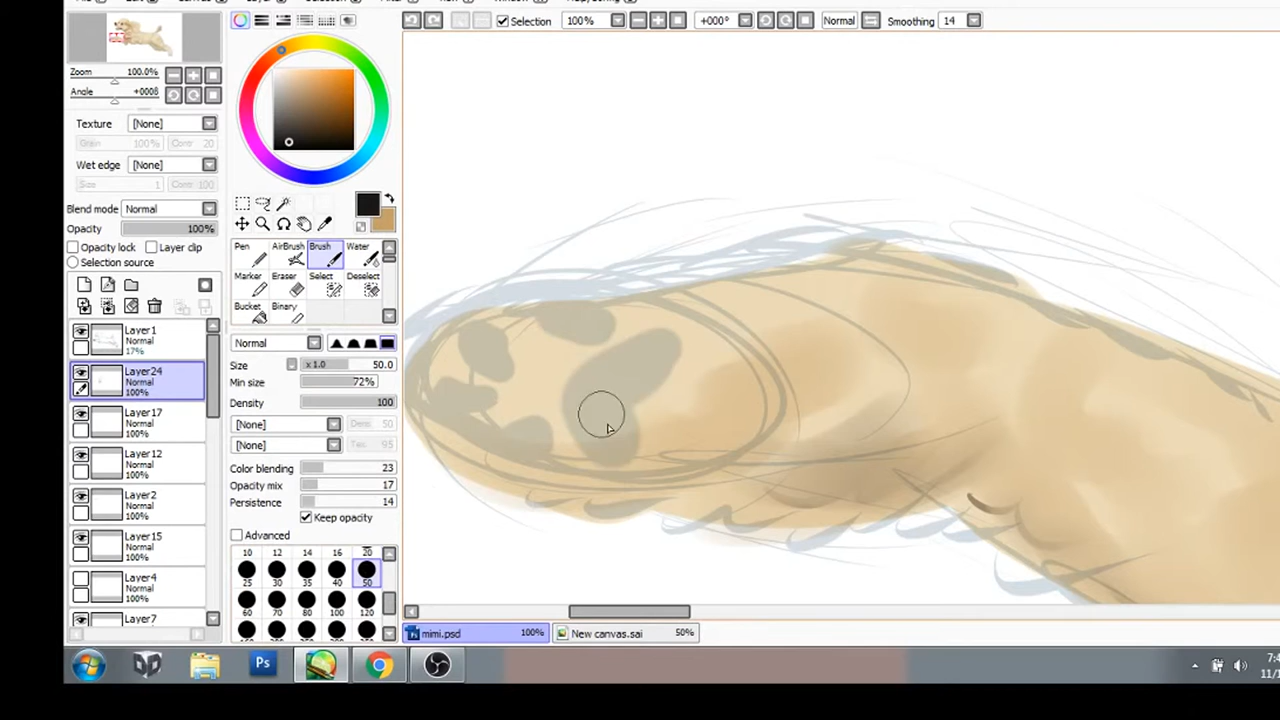 Selection 100% +000° Normal Smoothing 14
Zoom 100.0%
Angle +0008
Texture [None]
Grain 100%
Wet edge [None]
Size 1
Blend mode Normal
Opacity 100%
Opacity lock Layer clip
Selection source
Pen AirBrush Brush Water
Marker Eraser Select Deselect
Bucket Binary
Normal
Size x 1.0 50.0
Min size 72%
Density 100
[None]
[None]
Color blending 23
Opacity mix 17
Persistence 14
Keep opacity
Advanced
10 12 14 16 20
25 30 35 40 50
60 70 80 100 120
Layer1
Normal
17%
Layer24
Normal
100%
Layer17
Normal
100%
Layer12
Normal
100%
Layer2
Normal
100%
Layer15
Normal
100%
Layer4
Normal
100%
Layer7
mimi.psd 100% New canvas.sai 50%
Ps